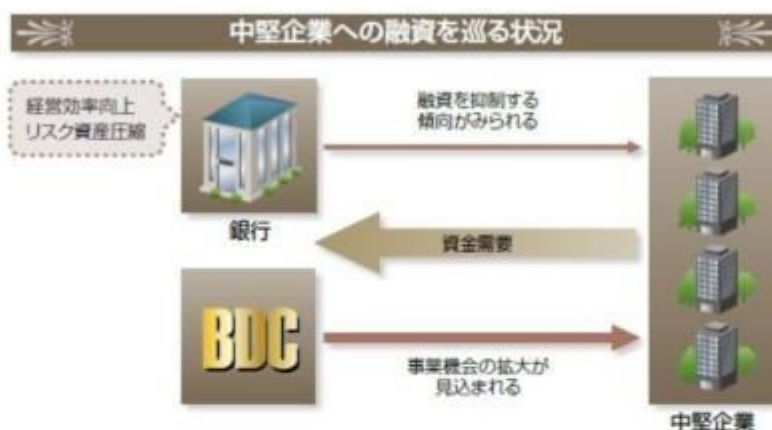 中堅企業への融資を巡る状況
経営効率向上
リスク資産圧縮
融資を抑制する
傾向がみられる
銀行
資金需要
BDC
事業機会の拡大が
見込まれる
中堅企業